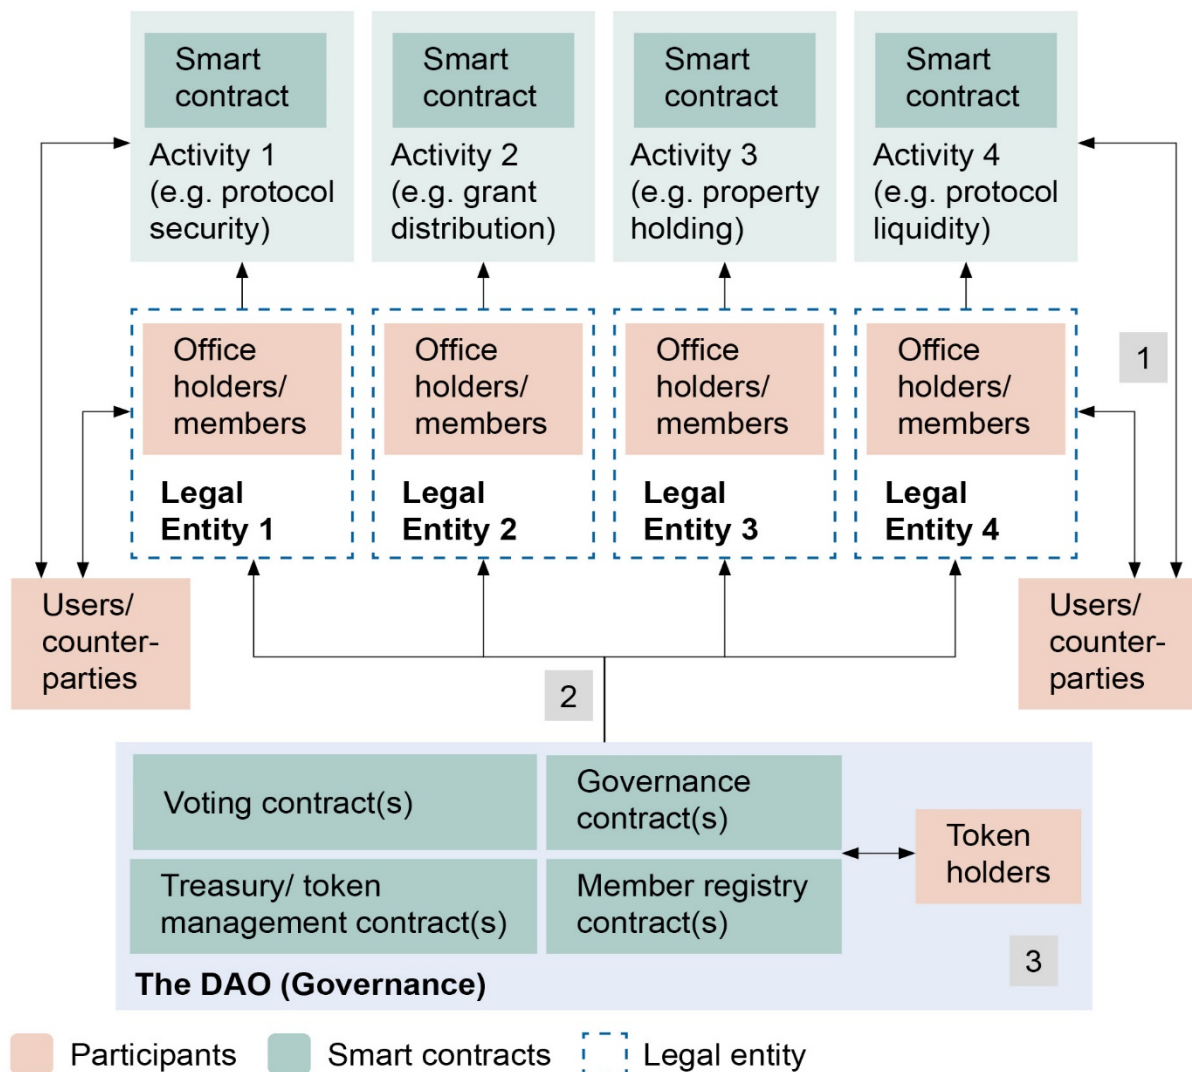 Smart
contract
Activity 1
(e.g. protocol
security)
Smart
contract
Activity 2
(e.g. grant
distribution)
Smart
contract
Activity 3
(e.g. property
holding)
Smart
contract
Activity 4
(e.g. protocol
liquidity)
Office
holders/
members
Legal
Entity 1
Office
holders/
members
Legal
Entity 2
Office
holders/
members
Legal
Entity 3
Office
holders/
members
Legal
Entity 4
1
Users/
counter-
parties
Users/
counter-
parties
2
Voting contract(s)
Governance
contract(s)
Treasury/ token
management contract(s)
Member registry
contract(s)
Token
holders
3
The DAO (Governance)
Participants
Smart contracts
Legal entity